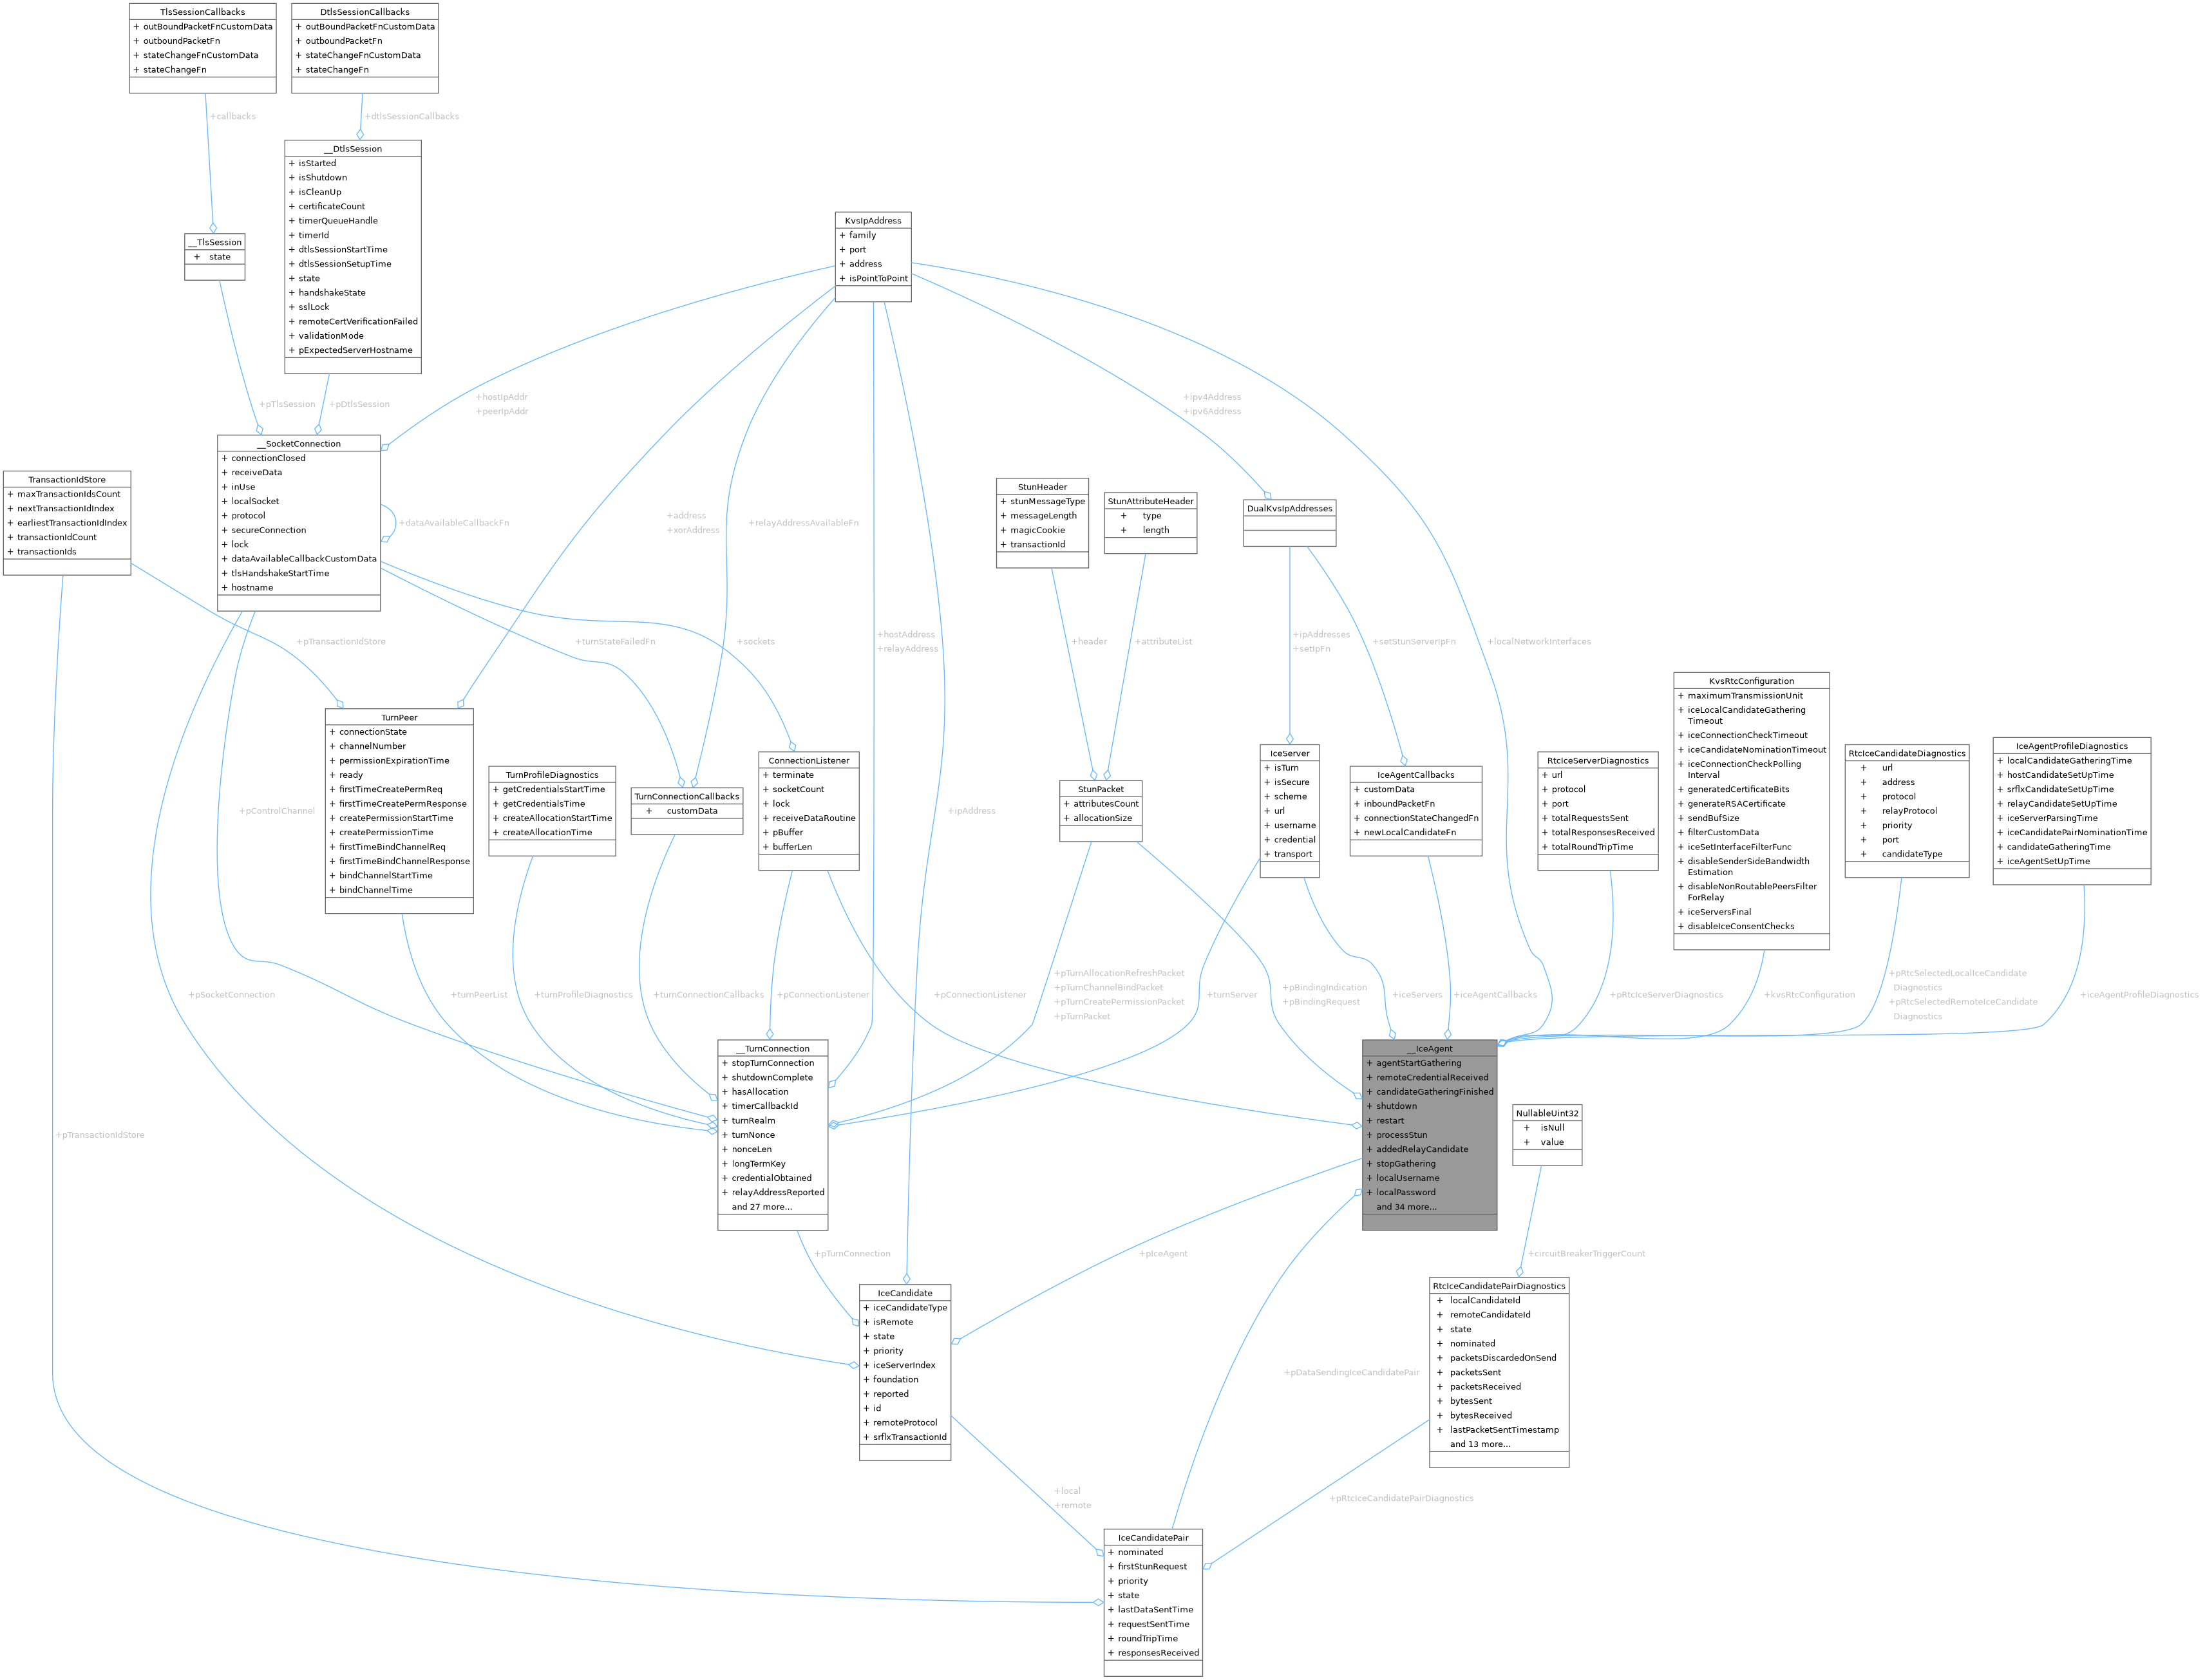 TlsSessionCallbacks
+ outBoundPacketFnCustomData
+ outboundPacketFn
+ stateChangeFnCustomData
+ stateChangeFn
DtlsSessionCallbacks
+ outBoundPacketFnCustomData
+ outboundPacketFn
+ stateChangeFnCustomData
+ stateChangeFn
+callbacks
+dtlsSessionCallbacks
__DtlsSession
+ isStarted
+ isShutdown
+ isCleanUp
+ certificateCount
+ timerQueueHandle
+ timerId
+ dtlsSessionStartTime
+ dtlsSessionSetupTime
+ state
+ handshakeState
+ sslLock
+ remoteCertVerificationFailed
+ validationMode
+ pExpectedServerHostname
__TlsSession
+ state
KvsIpAddress
+ family
+ port
+ address
+ isPointToPoint
+pTlsSession
+pDtlsSession
+hostIpAddr
+peerIpAddr
+ipv4Address
+ipv6Address
__SocketConnection
+ connectionClosed
+ receiveData
+ inUse
+ localSocket
+ protocol
+ secureConnection
+ lock
+ dataAvailableCallbackCustomData
+ tlsHandshakeStartTime
+ hostname
+dataAvailableCallbackFn
TransactionIdStore
+ maxTransactionIdsCount
+ nextTransactionIdIndex
+ earliestTransactionIdIndex
+ transactionIdCount
+ transactionIds
+address
+xorAddress
+relayAddressAvailableFn
StunHeader
+ stunMessageType
+ messageLength
+ magicCookie
+ transactionId
StunAttributeHeader
+ type
+ length
DualKvsIpAddresses
+pTransactionIdStore
+turnStateFailedFn
+sockets
+hostAddress
+relayAddress
+header
+attributeList
+ipAddresses
+setIpFn
+setStunServerIpFn
+localNetworkInterfaces
TurnPeer
+ connectionState
+ channelNumber
+ permissionExpirationTime
+ ready
+ firstTimeCreatePermReq
+ firstTimeCreatePermResponse
+ createPermissionStartTime
+ createPermissionTime
+ firstTimeBindChannelReq
+ firstTimeBindChannelResponse
+ bindChannelStartTime
+ bindChannelTime
TurnProfileDiagnostics
+ getCredentialsStartTime
+ getCredentialsTime
+ createAllocationStartTime
+ createAllocationTime
TurnConnectionCallbacks
+ customData
ConnectionListener
+ terminate
+ socketCount
+ lock
+ receiveDataRoutine
+ pBuffer
+ bufferLen
StunPacket
+ attributesCount
+ allocationSize
IceServer
+ isTurn
+ isSecure
+ scheme
+ url
+ username
+ credential
+ transport
IceAgentCallbacks
+ customData
+ inboundPacketFn
+ connectionStateChangedFn
+ newLocalCandidateFn
RtcIceServerDiagnostics
+ url
+ protocol
+ port
+ totalRequestsSent
+ totalResponsesReceived
+ totalRoundTripTime
KvsRtcConfiguration
+ maximumTransmissionUnit
+ iceLocalCandidateGathering
Timeout
+ iceConnectionCheckTimeout
+ iceCandidateNominationTimeout
+ iceConnectionCheckPolling
Interval
+ generatedCertificateBits
+ generateRSACertificate
+ sendBufSize
+ filterCustomData
+ iceSetInterfaceFilterFunc
+ disableSenderSideBandwidth
Estimation
+ disableNonRoutablePeersFilter
ForRelay
+ iceServersFinal
+ disableIceConsentChecks
RtcIceCandidateDiagnostics
+ url
+ address
+ protocol
+ relayProtocol
+ priority
+ port
+ candidateType
IceAgentProfileDiagnostics
+ localCandidateGatheringTime
+ hostCandidateSetUpTime
+ srflxCandidateSetUpTime
+ relayCandidateSetUpTime
+ iceServerParsingTime
+ iceCandidatePairNominationTime
+ candidateGatheringTime
+ iceAgentSetUpTime
+pControlChannel
+ipAddress
+pSocketConnection
+turnPeerList
+turnProfileDiagnostics
+turnConnectionCallbacks
+pConnectionListener
+pConnectionListener
+pTurnAllocationRefreshPacket
+pTurnChannelBindPacket
+pTurnCreatePermissionPacket
+pTurnPacket
+turnServer
+pBindingIndication
+pBindingRequest
+iceServers
+iceAgentCallbacks
+pRtcIceServerDiagnostics
+kvsRtcConfiguration
+pRtcSelectedLocalIceCandidate
Diagnostics
+pRtcSelectedRemoteIceCandidate
Diagnostics
+iceAgentProfileDiagnostics
__TurnConnection
+ stopTurnConnection
+ shutdownComplete
+ hasAllocation
+ timerCallbackId
+ turnRealm
+ turnNonce
+ nonceLen
+ longTermKey
+ credentialObtained
+ relayAddressReported
and 27 more...
__IceAgent
+ agentStartGathering
+ remoteCredentialReceived
+ candidateGatheringFinished
+ shutdown
+ restart
+ processStun
+ addedRelayCandidate
+ stopGathering
+ localUsername
+ localPassword
and 34 more...
NullableUint32
+ isNull
+ value
+pTransactionIdStore
+pTurnConnection
+pIceAgent
+circuitBreakerTriggerCount
IceCandidate
+ iceCandidateType
+ isRemote
+ state
+ priority
+ iceServerIndex
+ foundation
+ reported
+ id
+ remoteProtocol
+ srflxTransactionId
+pDataSendingIceCandidatePair
RtcIceCandidatePairDiagnostics
+ localCandidateId
+ remoteCandidateId
+ state
+ nominated
+ packetsDiscardedOnSend
+ packetsSent
+ packetsReceived
+ bytesSent
+ bytesReceived
+ lastPacketSentTimestamp
and 13 more...
+local
+remote
+pRtcIceCandidatePairDiagnostics
IceCandidatePair
+ nominated
+ firstStunRequest
+ priority
+ state
+ lastDataSentTime
+ requestSentTime
+ roundTripTime
+ responsesReceived